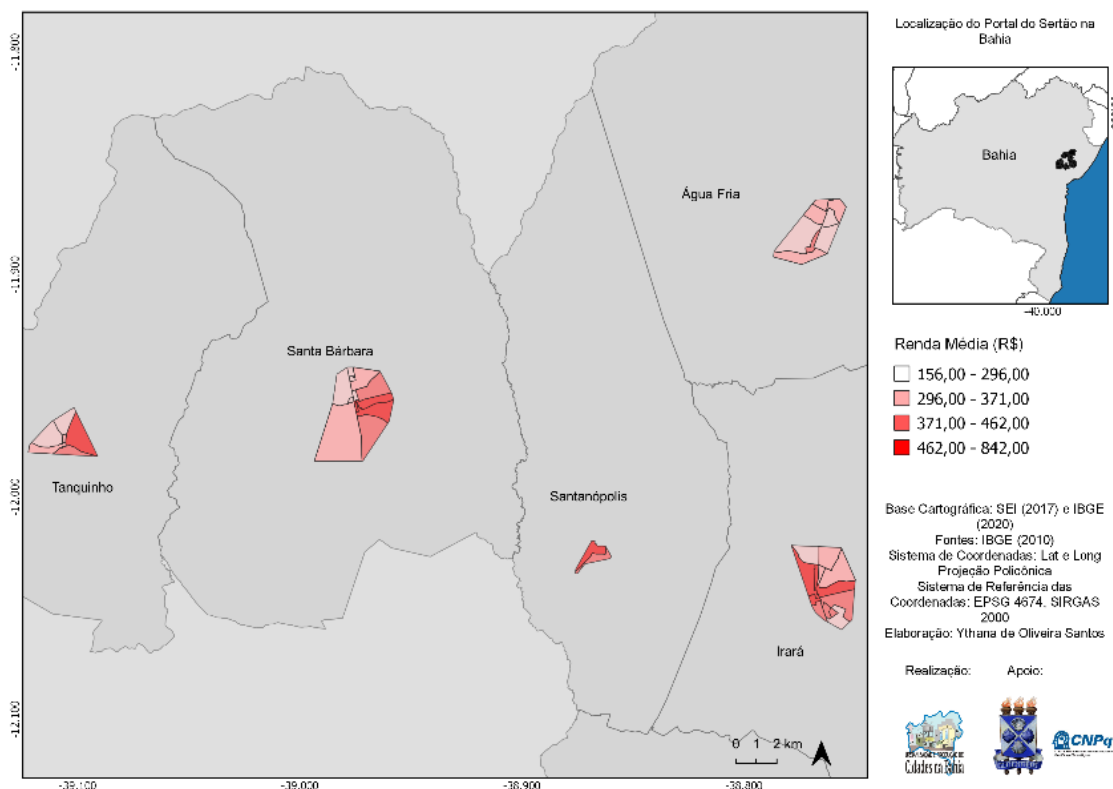 Localização do Portal do Sertão na
Bahia
Bahia
-40.000
Renda Média (R$)
156,00 - 296,00
296,00 - 371,00
371,00 - 462,00
462,00 - 842,00
Base Cartográfica: SEI (2017) e IBGE
(2020)
Fontes: IBGE (2010)
Sistema de Coordenadas: Lat e Long
Projeção Policônica
Sistema de Referência das
Coordenadas: EPSG 4674. SIRGAS
2000
Elaboração: Ythana de Oliveira Santos
Realização:
Apoio:
Cidades na Bahia
CNPq
Água Fria
Santa Bárbara
Tanquinho
Santanópolis
Irará
0 1 2 km
-11.800
-11.900
-12.000
-12.100
-39.100
-39.000
-38.900
-38.800